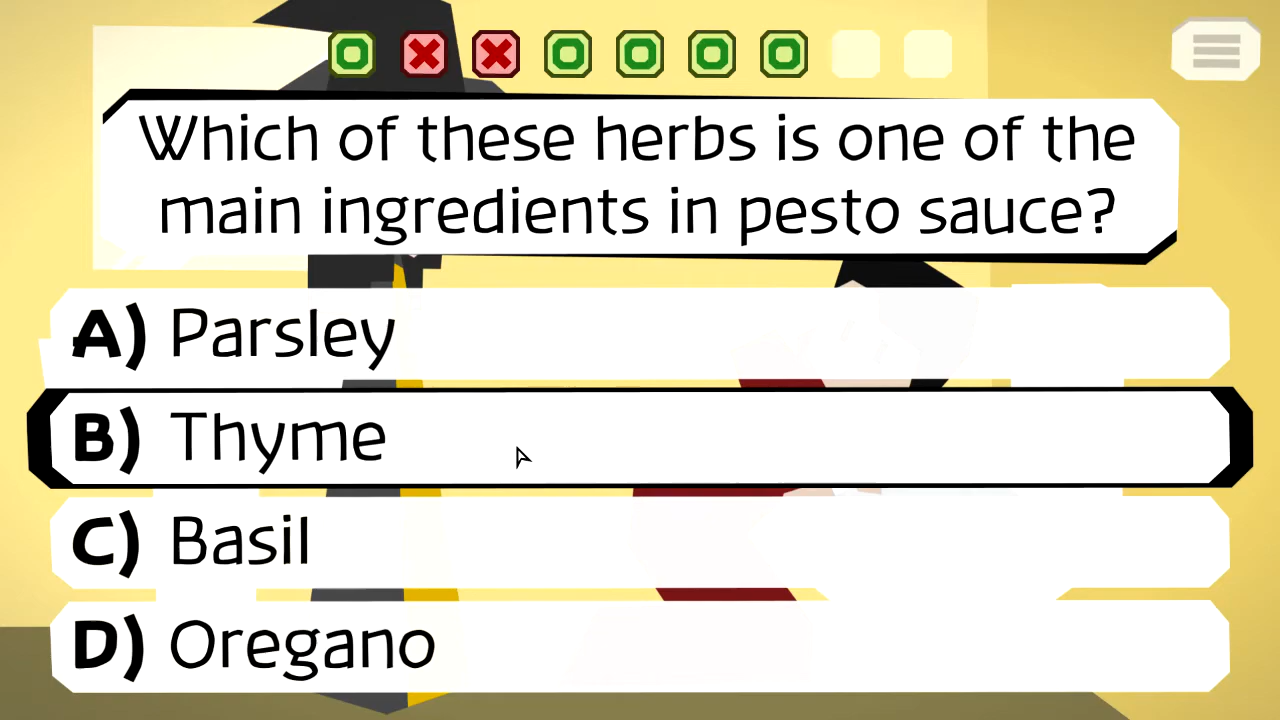 Which of these herbs is one of the
main ingredients in pesto sauce?
A) Parsley
B) Thyme
C) Basil
D) Oregano